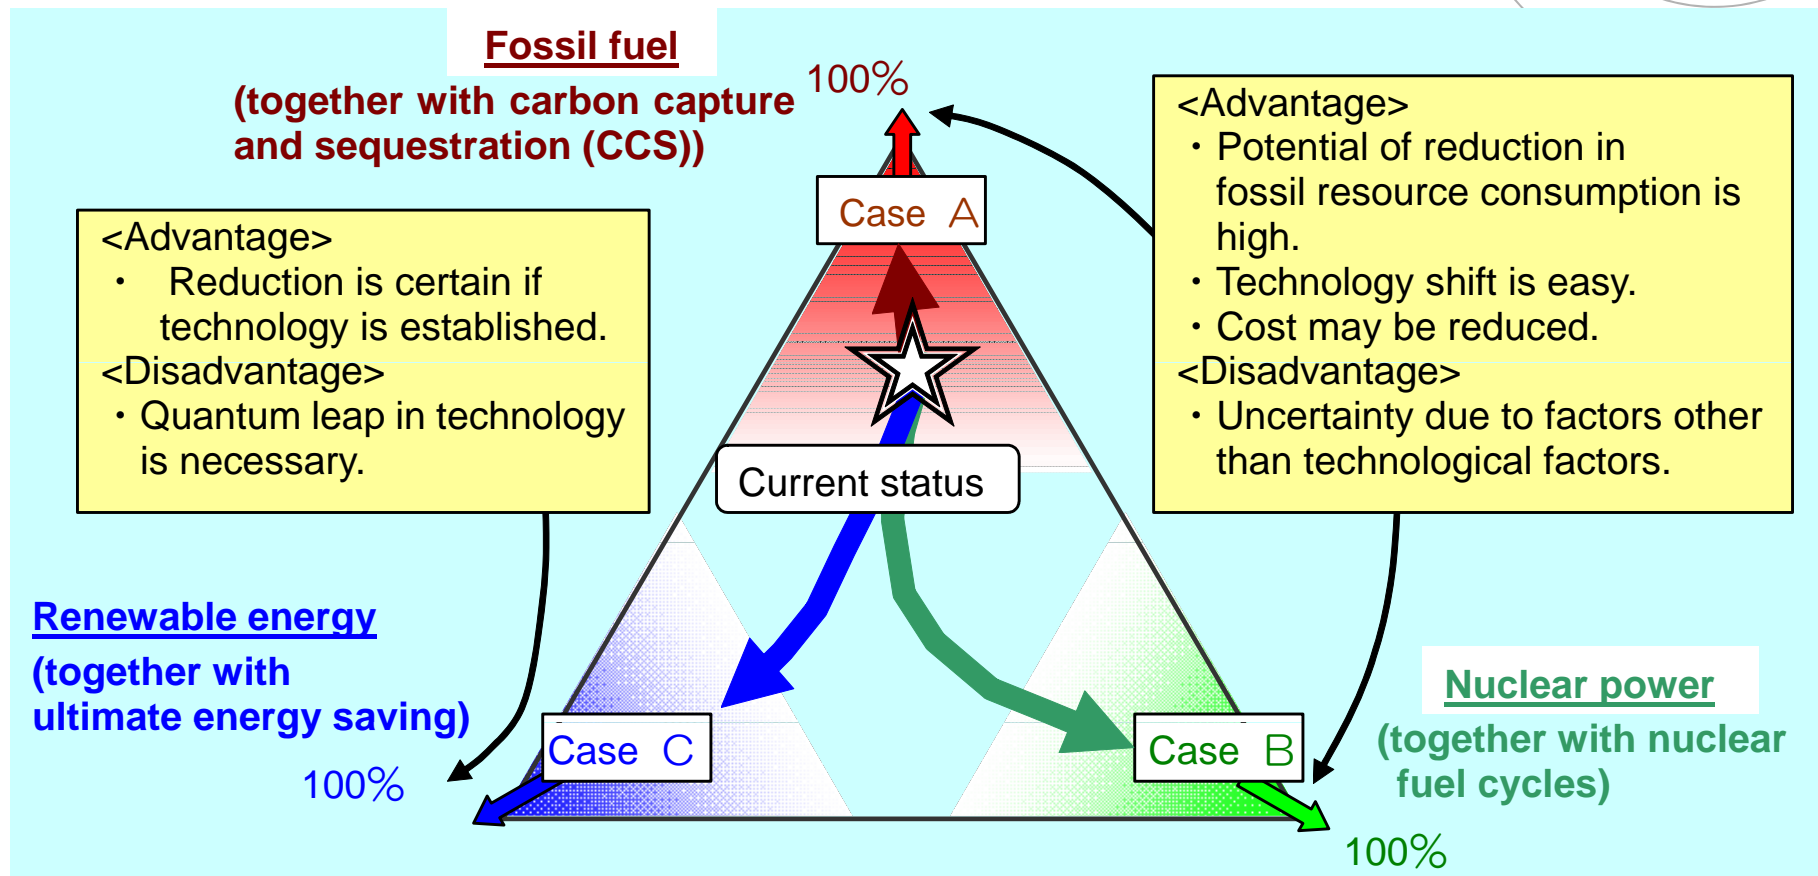 Fossil fuel
(together with carbon capture
and sequestration (CCS))
100%
<Advantage>
・ Reduction is certain if
technology is established.
<Disadvantage>
・Quantum leap in technology
is necessary.
<Advantage>
・Potential of reduction in
fossil resource consumption is
high.
・Technology shift is easy.
・Cost may be reduced.
<Disadvantage>
・Uncertainty due to factors other
than technological factors.
Case A
Current status
Renewable energy
(together with
ultimate energy saving)
100%
Case C
Case B
Nuclear power
(together with nuclear
fuel cycles)
100%